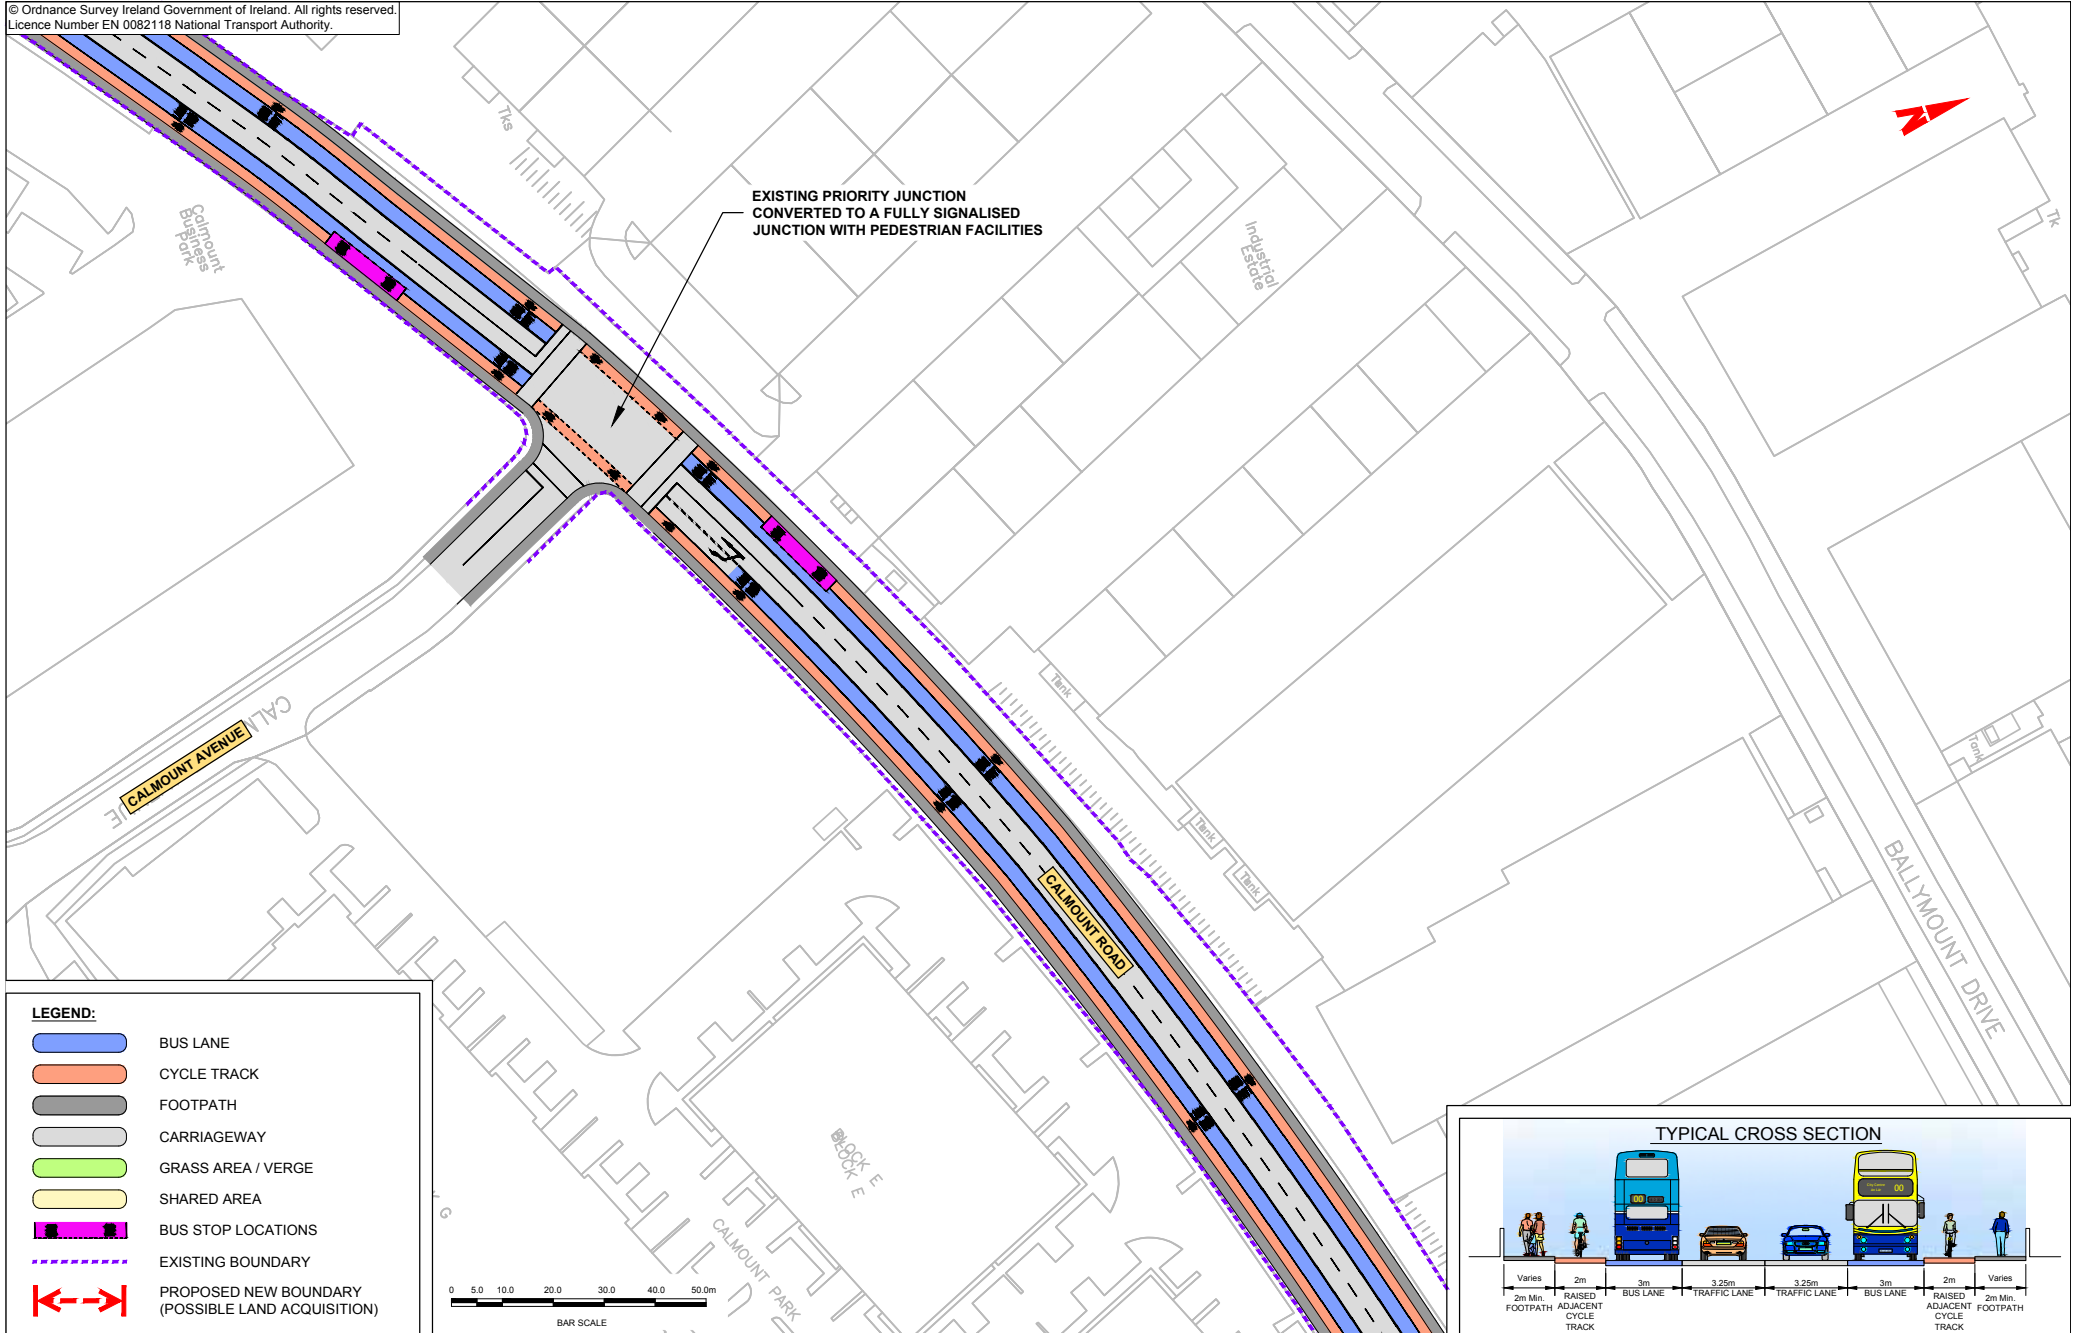 © Ordnance Survey Ireland Government of Ireland. All rights reserved.
Licence Number EN 0082118 National Transport Authority.
Tks
Calmount
Business
Park
EXISTING PRIORITY JUNCTION
CONVERTED TO A FULLY SIGNALISED
JUNCTION WITH PEDESTRIAN FACILITIES
Industrial
Estate
N
Tk
CALMOUNT AVENUE
Tank
Tank
Tank
Tank
CALMOUNT ROAD
BALLYMOUNT DRIVE
BLOCK E
BLOCK E
CALMOUNT PARK
K G
LEGEND:
BUS LANE
CYCLE TRACK
FOOTPATH
CARRIAGEWAY
GRASS AREA / VERGE
SHARED AREA
BUS STOP LOCATIONS
EXISTING BOUNDARY
PROPOSED NEW BOUNDARY
(POSSIBLE LAND ACQUISITION)
0 5.0 10.0 20.0 30.0 40.0 50.0m
BAR SCALE
TYPICAL CROSS SECTION
00
00
Varies 2m 3m 3.25m 3.25m 3m 2m Varies
2m Min.
FOOTPATH
RAISED
ADJACENT
CYCLE
TRACK
BUS LANE
TRAFFIC LANE
TRAFFIC LANE
BUS LANE
RAISED
ADJACENT
CYCLE
TRACK
2m Min.
FOOTPATH